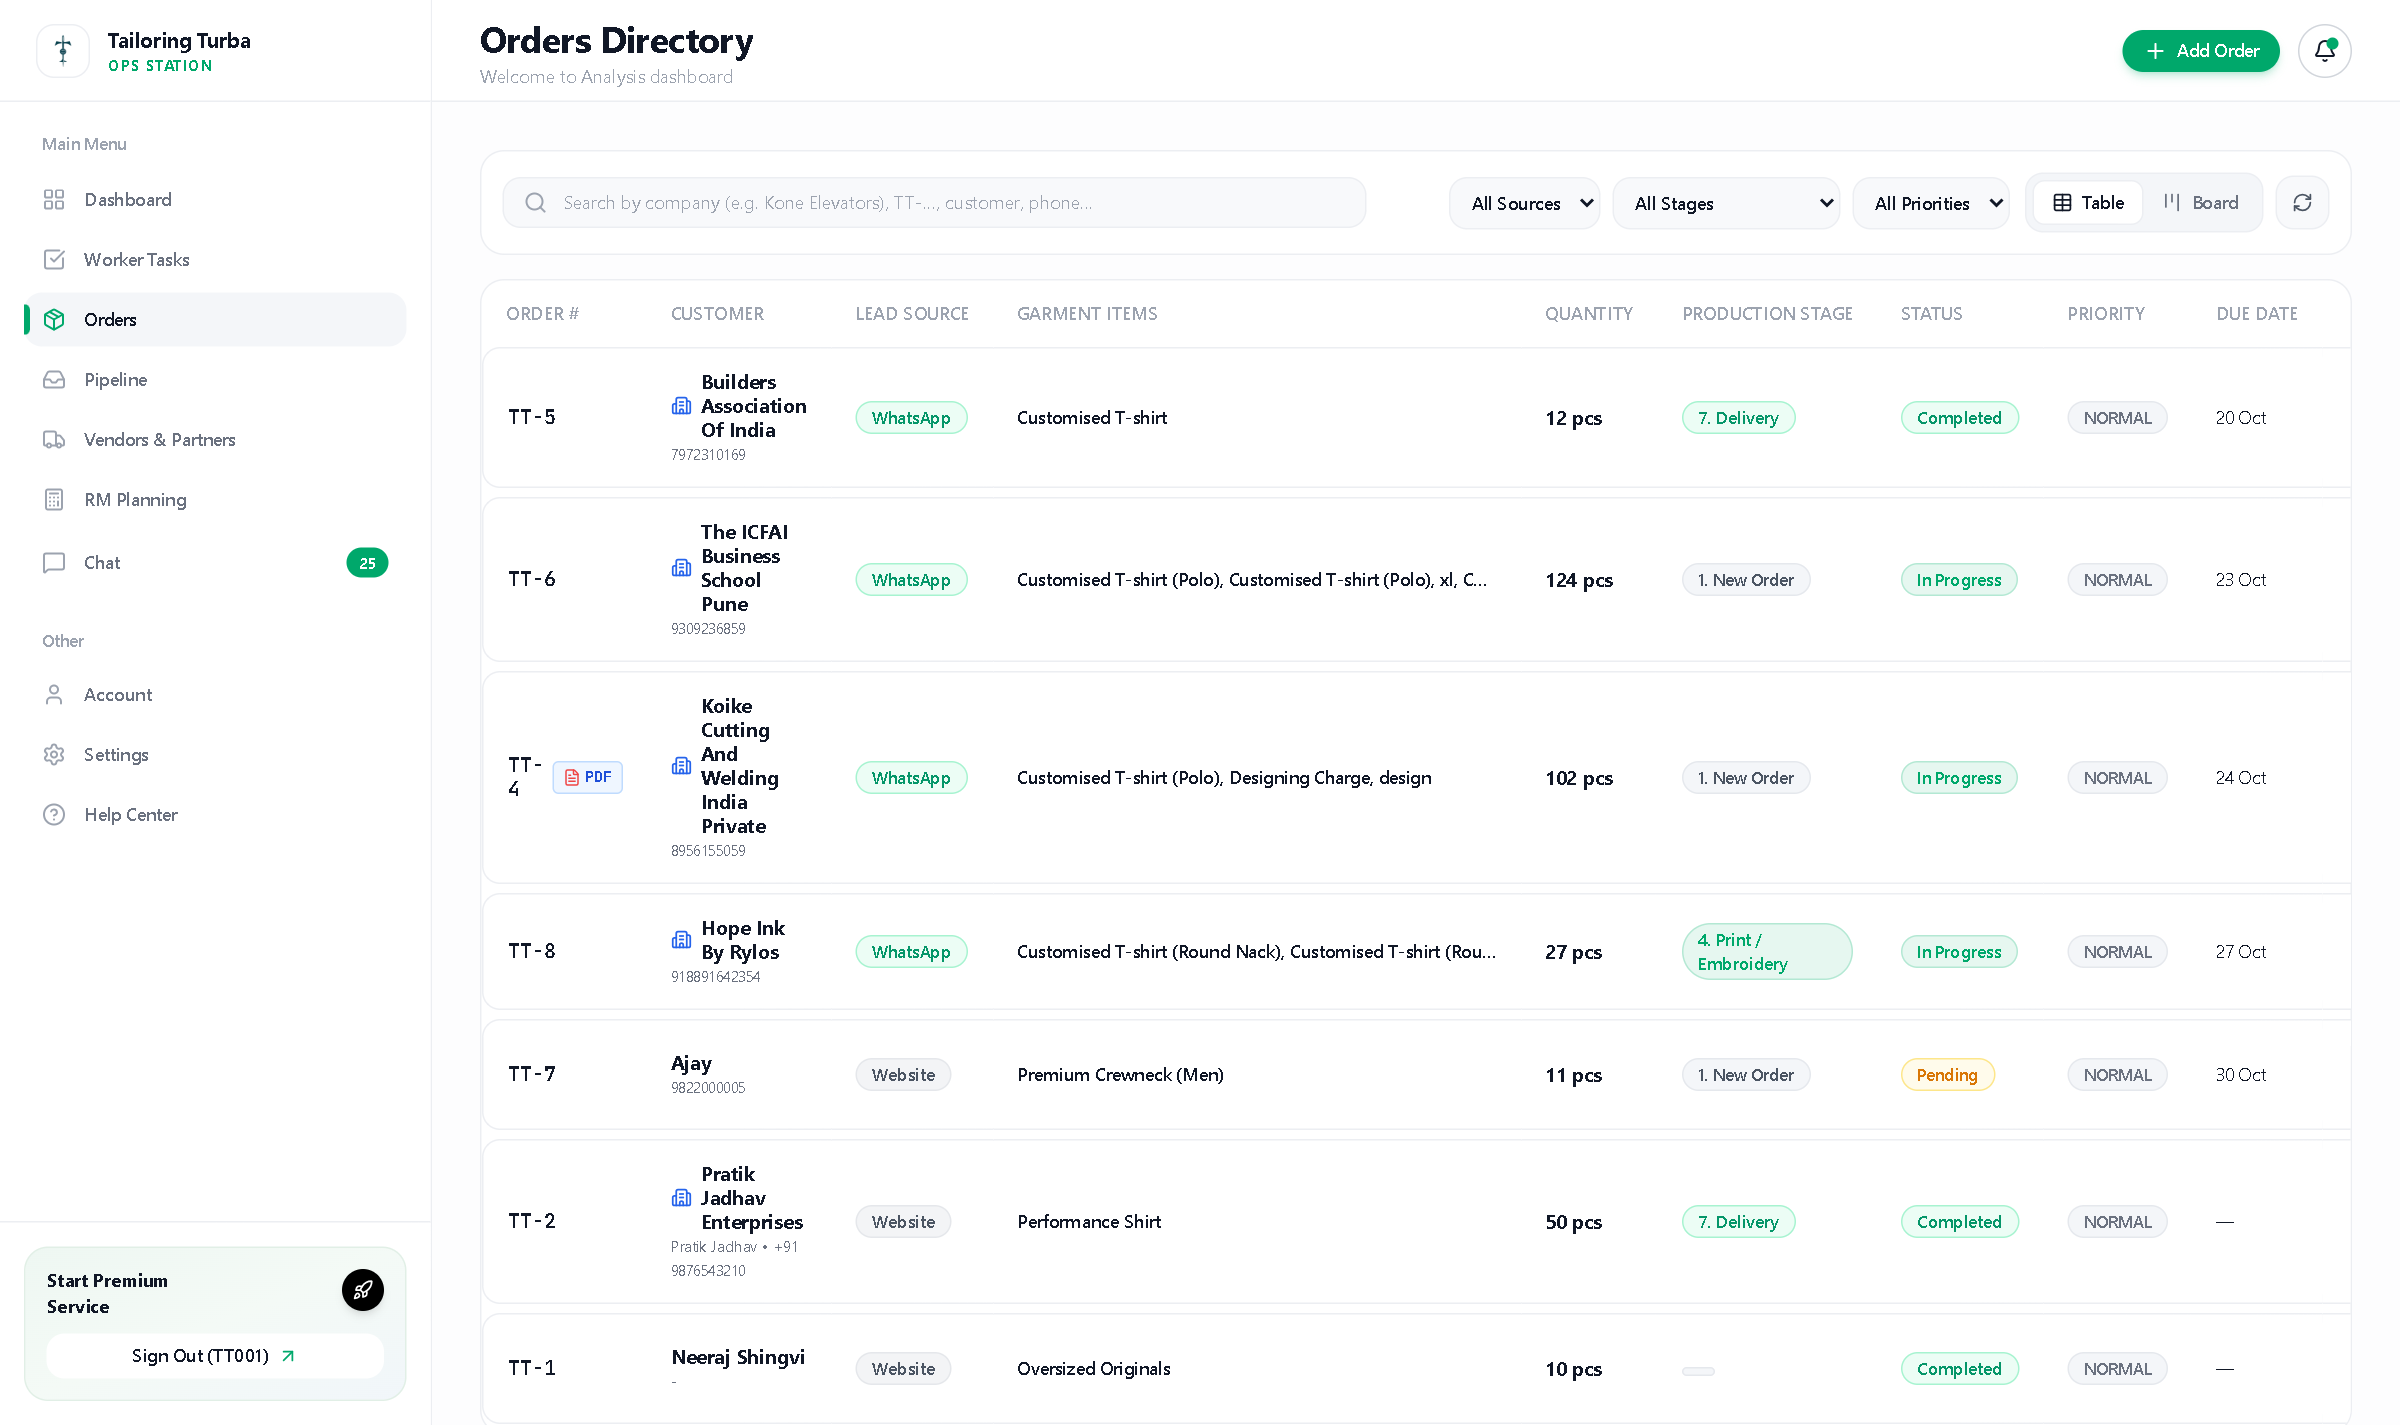 Tailoring Turba
OPS STATION
Main Menu
Dashboard
Worker Tasks
Orders
Pipeline
Vendors & Partners
RM Planning
Chat
25
Other
Account
Settings
Help Center
Start Premium
Service
Sign Out (TT001)
Orders Directory
Welcome to Analysis dashboard
Add Order
Search by company (e.g. Kone Elevators), TT-..., customer, phone...
All Sources
All Stages
All Priorities
Table
Board
ORDER # CUSTOMER LEAD SOURCE GARMENT ITEMS QUANTITY PRODUCTION STAGE STATUS PRIORITY DUE DATE
TT-5
Builders
Association
Of India
7972310169
WhatsApp
Customised T-shirt
12 pcs
7. Delivery
Completed
NORMAL
20 Oct
TT-6
The ICFAI
Business
School
Pune
9309236859
WhatsApp
Customised T-shirt (Polo), Customised T-shirt (Polo), xl, C...
124 pcs
1. New Order
In Progress
NORMAL
23 Oct
TT-
4
PDF
Koike
Cutting
And
Welding
India
Private
8956155059
WhatsApp
Customised T-shirt (Polo), Designing Charge, design
102 pcs
1. New Order
In Progress
NORMAL
24 Oct
TT-8
Hope Ink
By Rylos
918891642354
WhatsApp
Customised T-shirt (Round Nack), Customised T-shirt (Rou...
27 pcs
4. Print /
Embroidery
In Progress
NORMAL
27 Oct
TT-7
Ajay
9822000005
Website
Premium Crewneck (Men)
11 pcs
1. New Order
Pending
NORMAL
30 Oct
TT-2
Pratik
Jadhav
Enterprises
Pratik Jadhav • +91
9876543210
Website
Performance Shirt
50 pcs
7. Delivery
Completed
NORMAL
—
TT-1
Neeraj Shingvi
-
Website
Oversized Originals
10 pcs
Completed
NORMAL
—